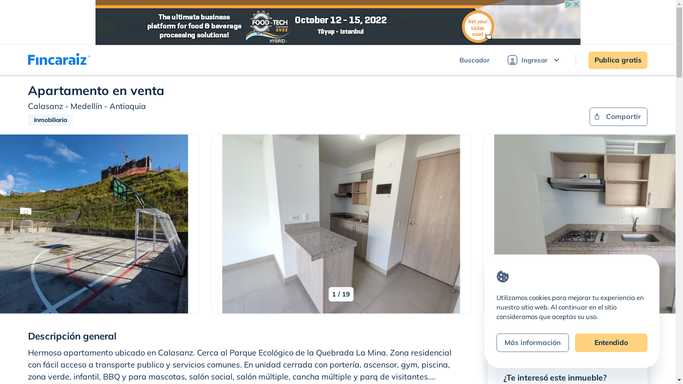 The ultimate business
platform for food & beverage
processing solutions!
FOOD-TECH
October 12 - 15, 2022
Tüyap - Istanbul
Fincaraiz
Buscador
Ingresar
Publica gratis
Apartamento en venta
Calasanz - Medellín - Antioquia
Inmobiliaria
Compartir
1 / 19
Utilizamos cookies para mejorar tu experiencia en
nuestro sitio web. Al continuar en el sitio
consideramos que aceptas su uso.
Más información
Entendido
Descripción general
Hermoso apartamento ubicado en Calasanz. Cerca al Parque Ecológico de la Quebrada La Mina. Zona residencial
con fácil acceso a transporte publico y servicios comunes. En unidad cerrada con portería, ascensor, gym, piscina,
zona verde, infantil, BBQ y para mascotas, salón social, salón múltiple, cancha múltiple y parq de visitantes....
¿Te interesó este inmueble?